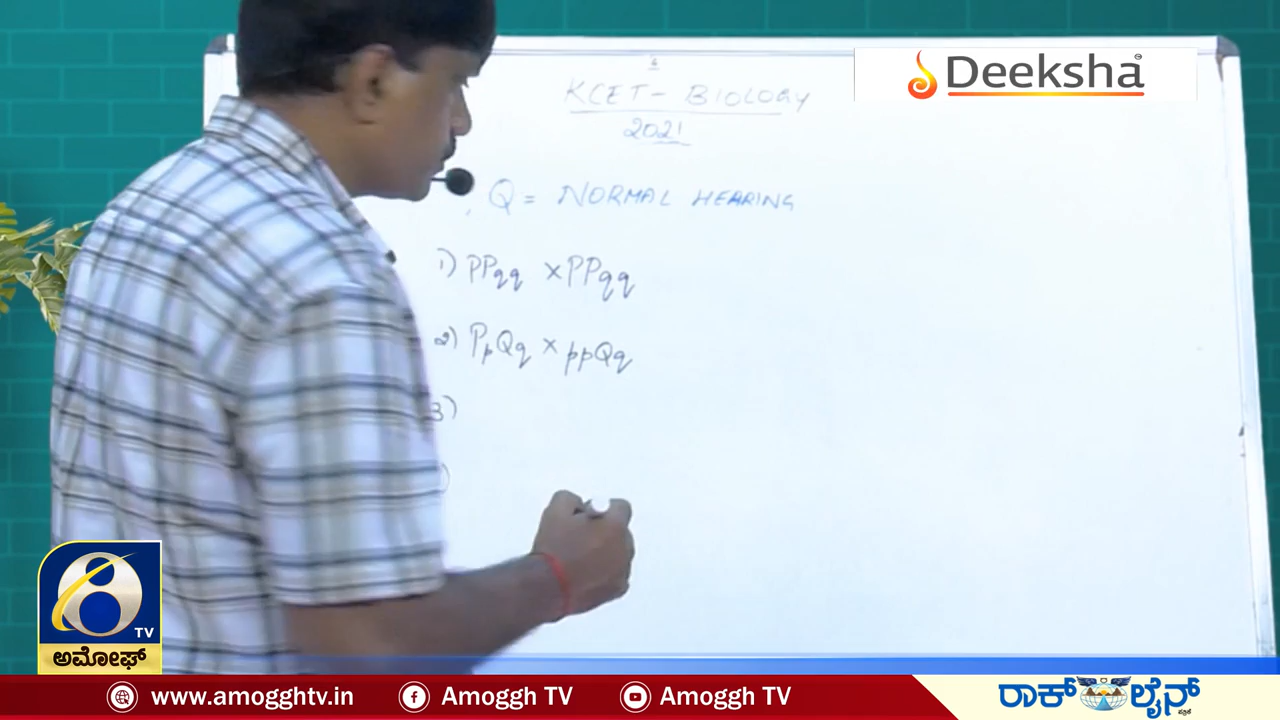 Deeksha
KCET - BIOLOGY
2021
, Q = NORMAL HEARING
1) PPqq × PPqq
2) PpQq × ppQq
3)
)
8
TV
ಅಮೋಘ್
www.amogghtv.in
Amoggh TV
Amoggh TV
ರಾಕ್ ಲೈನ್